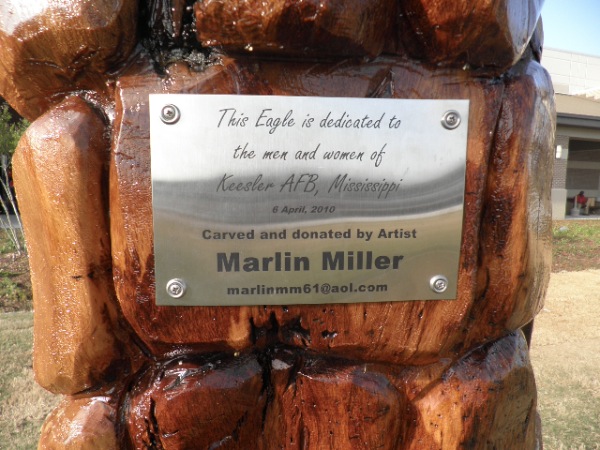 This Eagle is dedicated to
the men and women of
Keesler AFB, Mississippi
6 April, 2010
Carved and donated by Artist
Marlin Miller
marlinmm61@aol.com